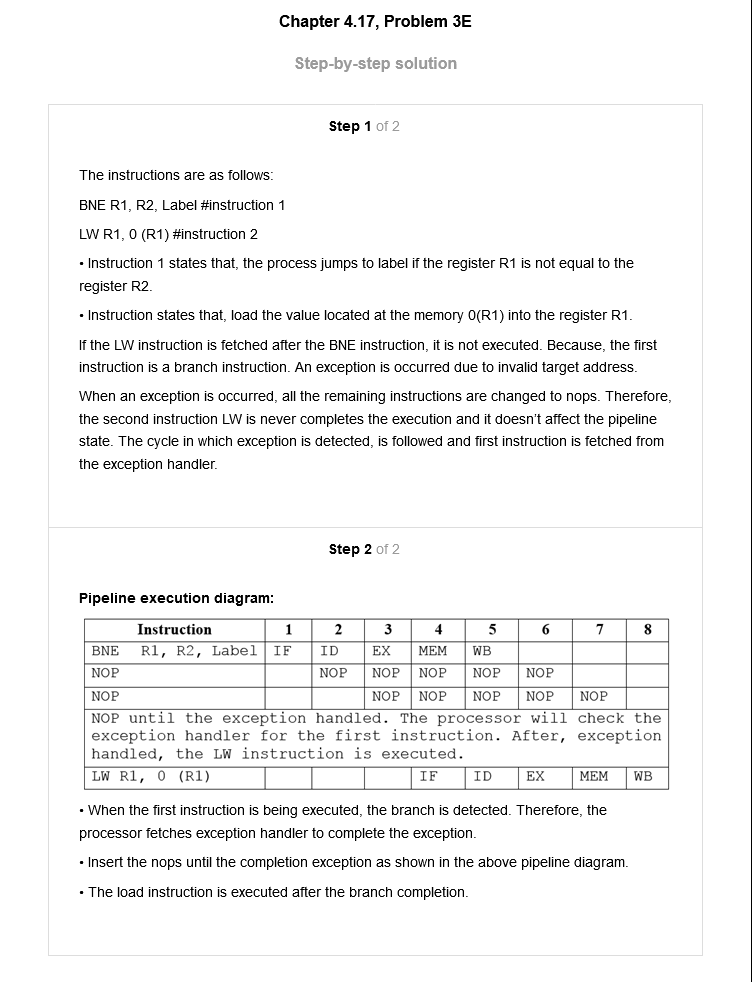 Chapter 4.17, Problem 3E
Step-by-step solution
Step 1 of 2
The instructions are as follows:
BNE R1, R2, Label #instruction 1
LW R1, 0 (R1) #instruction 2
• Instruction 1 states that, the process jumps to label if the register R1 is not equal to the
register R2.
• Instruction states that, load the value located at the memory 0(R1) into the register R1.
If the LW instruction is fetched after the BNE instruction, it is not executed. Because, the first
instruction is a branch instruction. An exception is occurred due to invalid target address.
When an exception is occurred, all the remaining instructions are changed to nops. Therefore,
the second instruction LW is never completes the execution and it doesn't affect the pipeline
state. The cycle in which exception is detected, is followed and first instruction is fetched from
the exception handler.
Step 2 of 2
Pipeline execution diagram:
Instruction 1 2 3 4 5 6 7 8
BNE R1, R2, Label IF ID EX MEM WB
NOP NOP NOP NOP NOP NOP
NOP NOP NOP NOP NOP NOP
NOP until the exception handled. The processor will check the
exception handler for the first instruction. After, exception
handled, the LW instruction is executed.
LW R1, 0 (R1) IF ID EX MEM WB
• When the first instruction is being executed, the branch is detected. Therefore, the
processor fetches exception handler to complete the exception.
• Insert the nops until the completion exception as shown in the above pipeline diagram.
• The load instruction is executed after the branch completion.